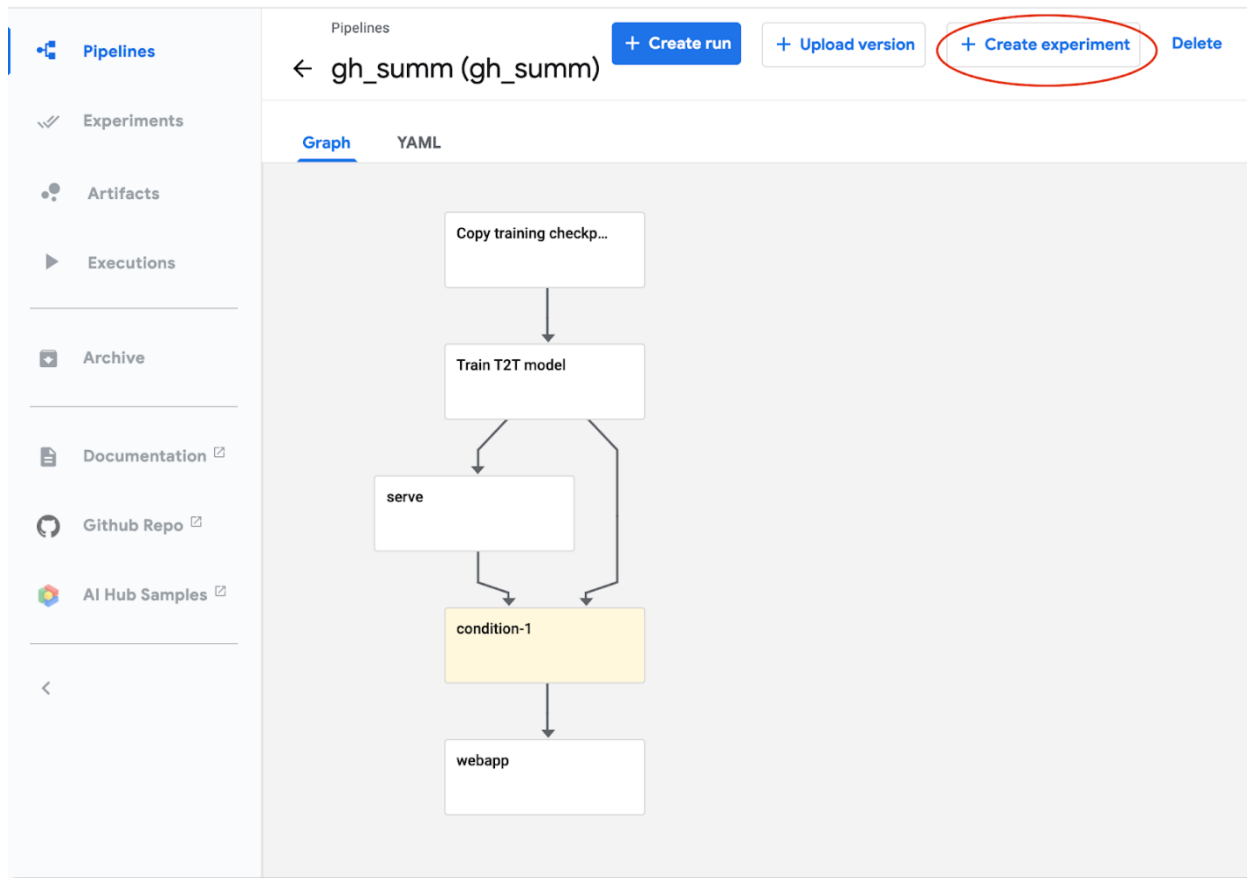 Pipelines
Experiments
Artifacts
Executions
Archive
Documentation
Github Repo
AI Hub Samples
Pipelines
gh_summ (gh_summ)
+ Create run
+ Upload version
+ Create experiment
Delete
Graph
YAML
Copy training checkp...
Train T2T model
serve
condition-1
webapp